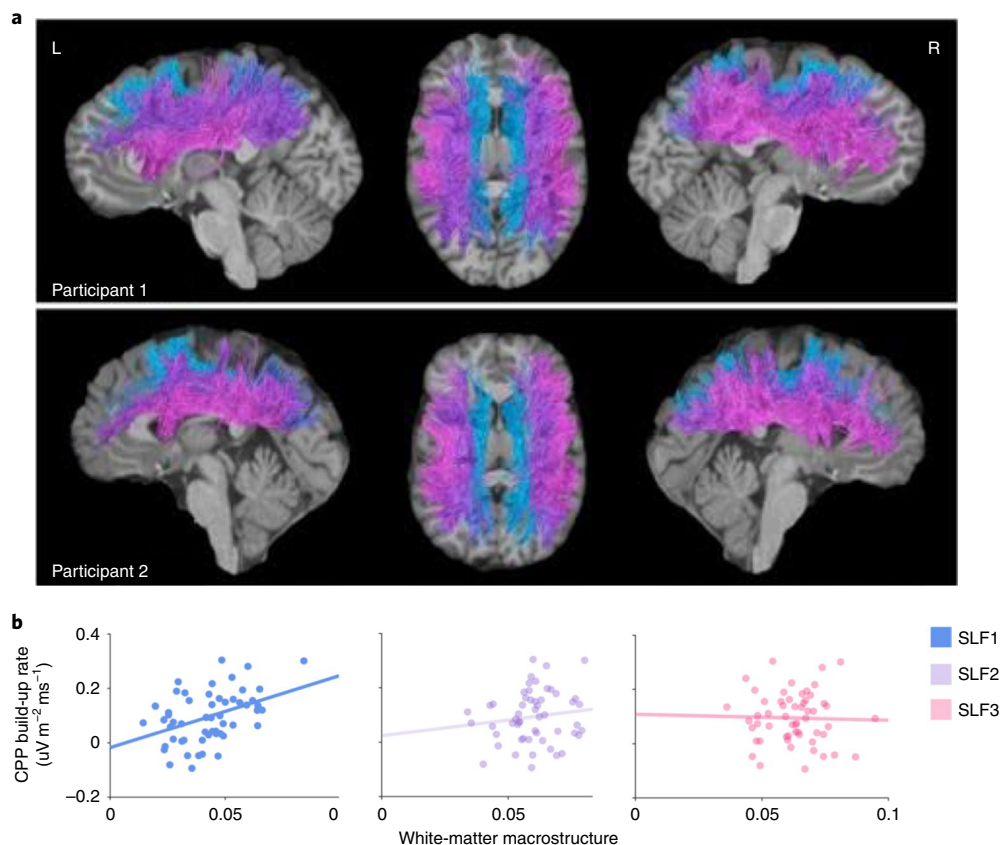 a
L
R
Participant 1
Participant 2
b
CPP build-up rate
(uV m⁻² ms⁻¹)
0.4
0.2
0
–0.2
0
0.05
0
0.05
0
0.05
0.1
White-matter macrostructure
SLF1
SLF2
SLF3